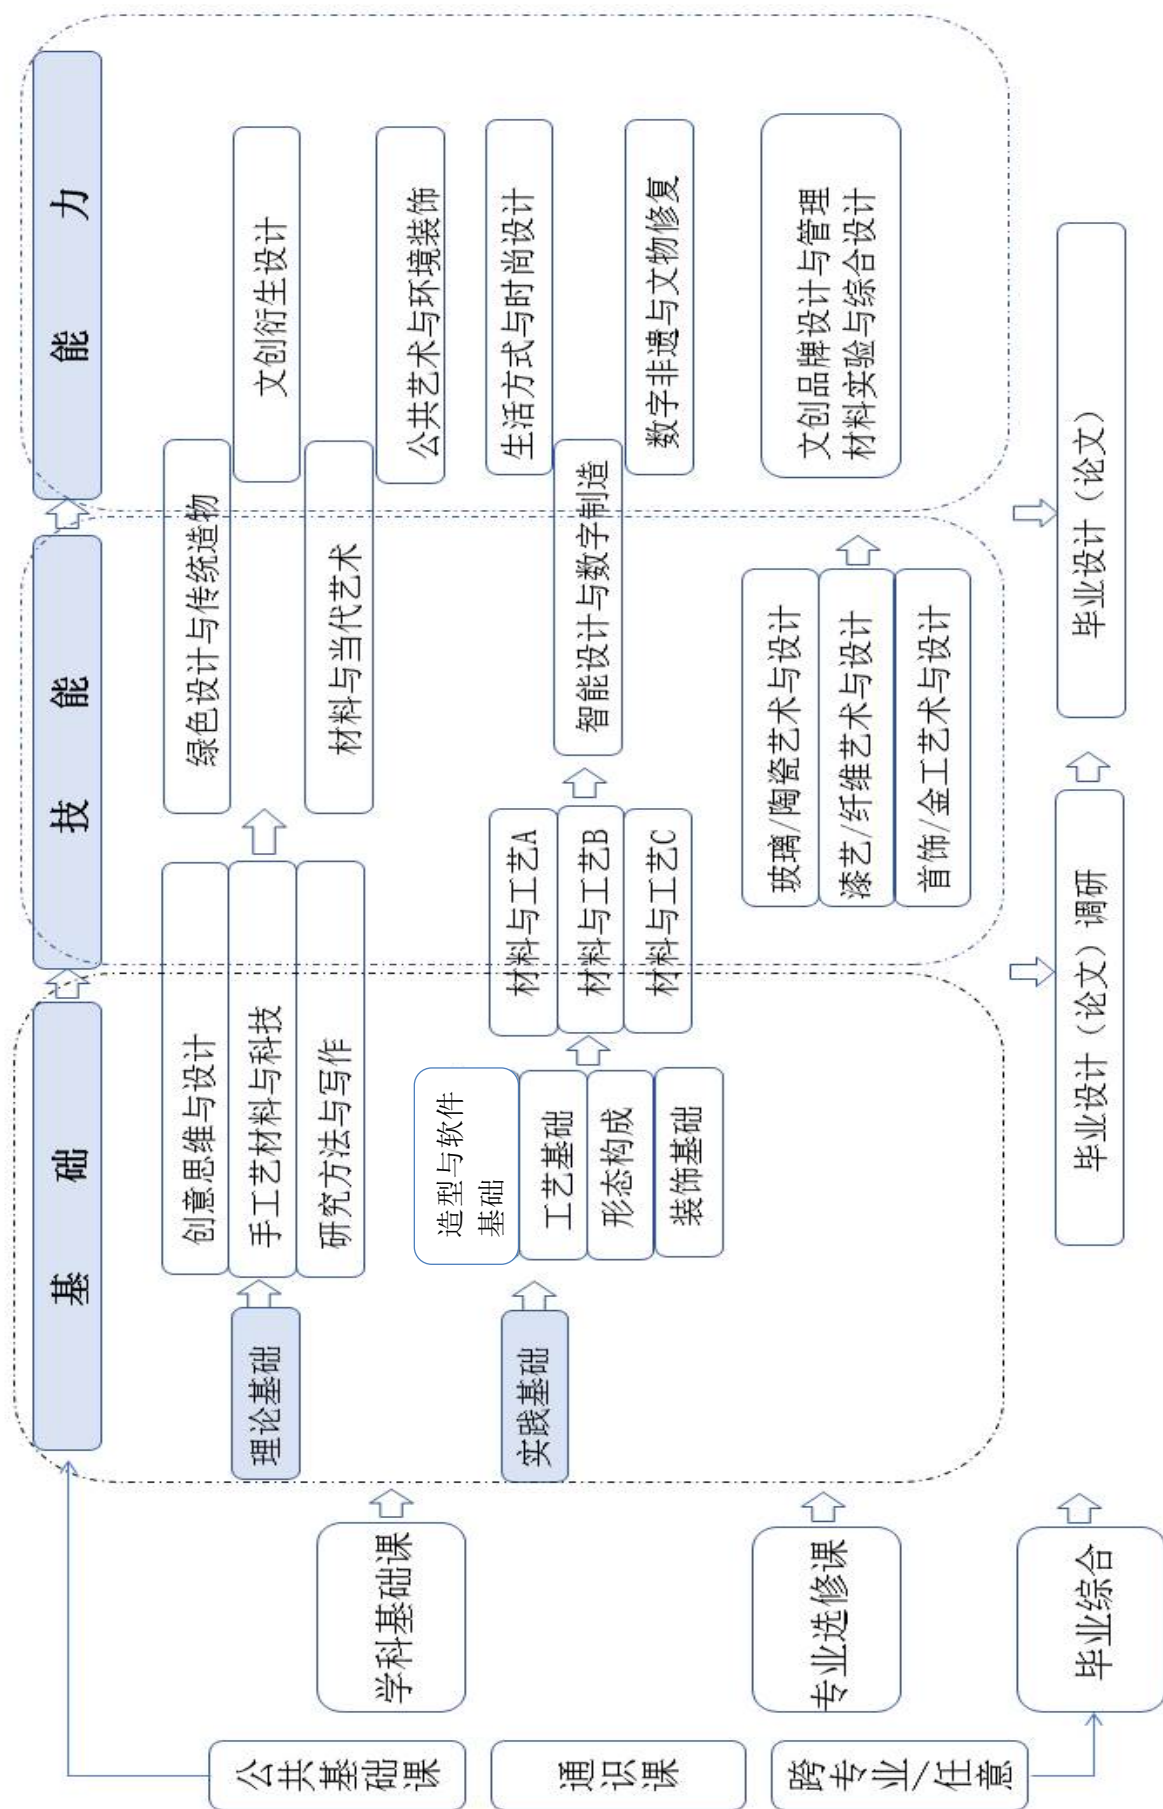 基 础
技 能
能 力
公共基础课
通识课
跨专业/任意
学科基础课
专业选修课
毕业综合
理论基础
创意思维与设计
手工艺材料与科技
研究方法与写作
绿色设计与传统造物
材料与当代艺术
文创衍生设计
公共艺术与环境装饰
实践基础
造型与软件
基础
工艺基础
形态构成
装饰基础
材料与工艺A
材料与工艺B
材料与工艺C
智能设计与数字制造
生活方式与时尚设计
数字非遗与文物修复
玻璃/陶瓷艺术与设计
漆艺/纤维艺术与设计
首饰/金工艺术与设计
文创品牌设计与管理
材料实验与综合设计
毕业设计（论文）调研
毕业设计（论文）